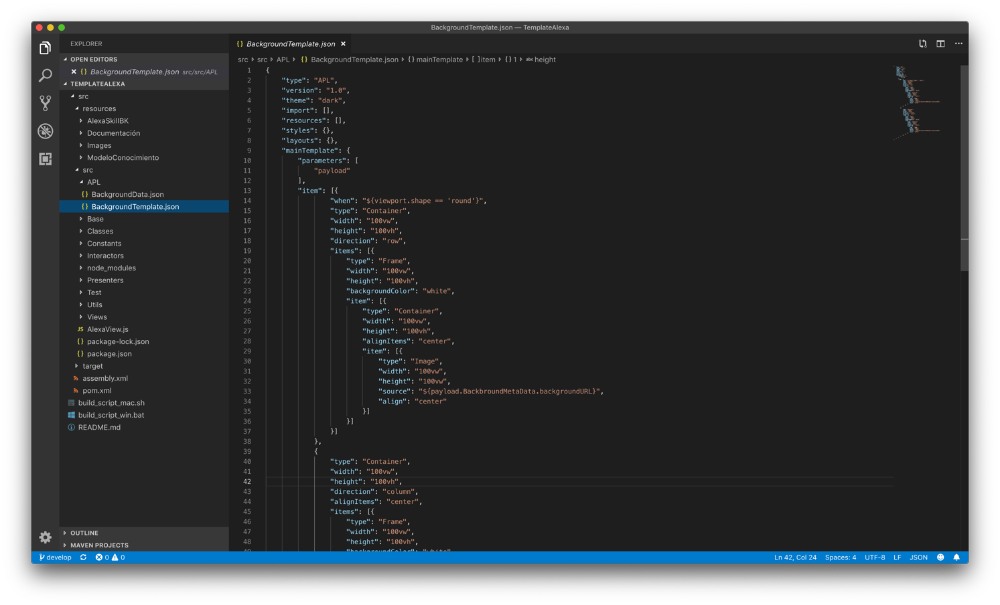 BackgroundTemplate.json — TemplateAlexa
EXPLORER
OPEN EDITORS
{} BackgroundTemplate.json src/src/APL
TEMPLATEALEXA
src
resources
AlexaSkillBK
Documentación
Images
ModeloConocimiento
src
APL
{} BackgroundData.json
{} BackgroundTemplate.json
Base
Classes
Constants
Interactors
node_modules
Presenters
Test
Utils
Views
JS AlexaView.js
{} package-lock.json
{} package.json
target
assembly.xml
pom.xml
build_script_mac.sh
build_script_win.bat
README.md
OUTLINE
MAVEN PROJECTS
{} BackgroundTemplate.json
src src APL {} BackgroundTemplate.json {} mainTemplate [ ] item {} 1 abc height
1 {
2 "type": "APL",
3 "version": "1.0",
4 "theme": "dark",
5 "import": [],
6 "resources": [],
7 "styles": {},
8 "layouts": {},
9 "mainTemplate": {
10 "parameters": [
11 "payload"
12 ],
13 "item": [{
14 "when": "${viewport.shape == 'round'}",
15 "type": "Container",
16 "width": "100vw",
17 "height": "100vh",
18 "direction": "row",
19 "items": [{
20 "type": "Frame",
21 "width": "100vw",
22 "height": "100vh",
23 "backgroundColor": "white",
24 "item": [{
25 "type": "Container",
26 "width": "100vw",
27 "height": "100vh",
28 "alignItems": "center",
29 "item": [{
30 "type": "Image",
31 "width": "100vw",
32 "height": "100vw",
33 "source": "${payload.BackbroundMetaData.backgroundURL}",
34 "align": "center"
35 }]
36 }]
37 }]
38 },
39 {
40 "type": "Container",
41 "width": "100vw",
42 "height": "100vh",
43 "direction": "column",
44 "alignItems": "center",
45 "items": [{
46 "type": "Frame",
47 "width": "100vw",
48 "height": "100vh",
49 "backgroundColor": "white",
develop 0 0 Ln 42, Col 24 Spaces: 4 UTF-8 LF JSON